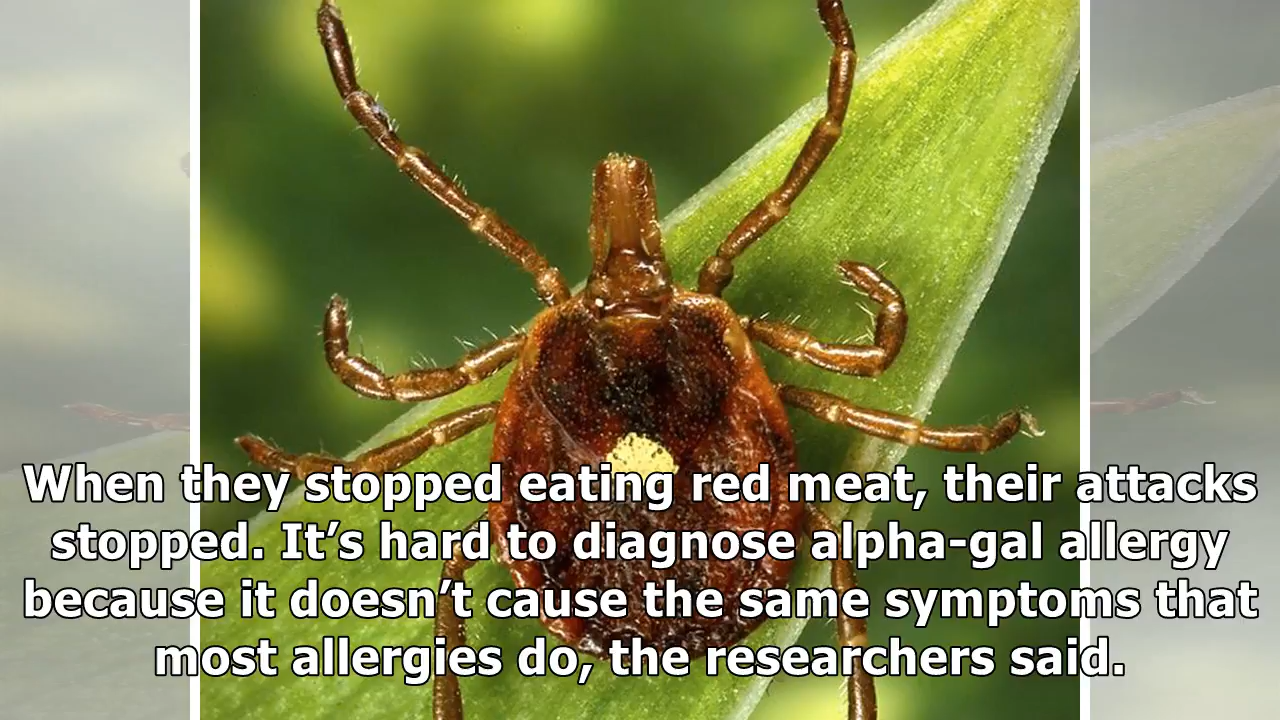 When they stopped eating red meat, their attacks
stopped. It’s hard to diagnose alpha-gal allergy
because it doesn’t cause the same symptoms that
most allergies do, the researchers said.